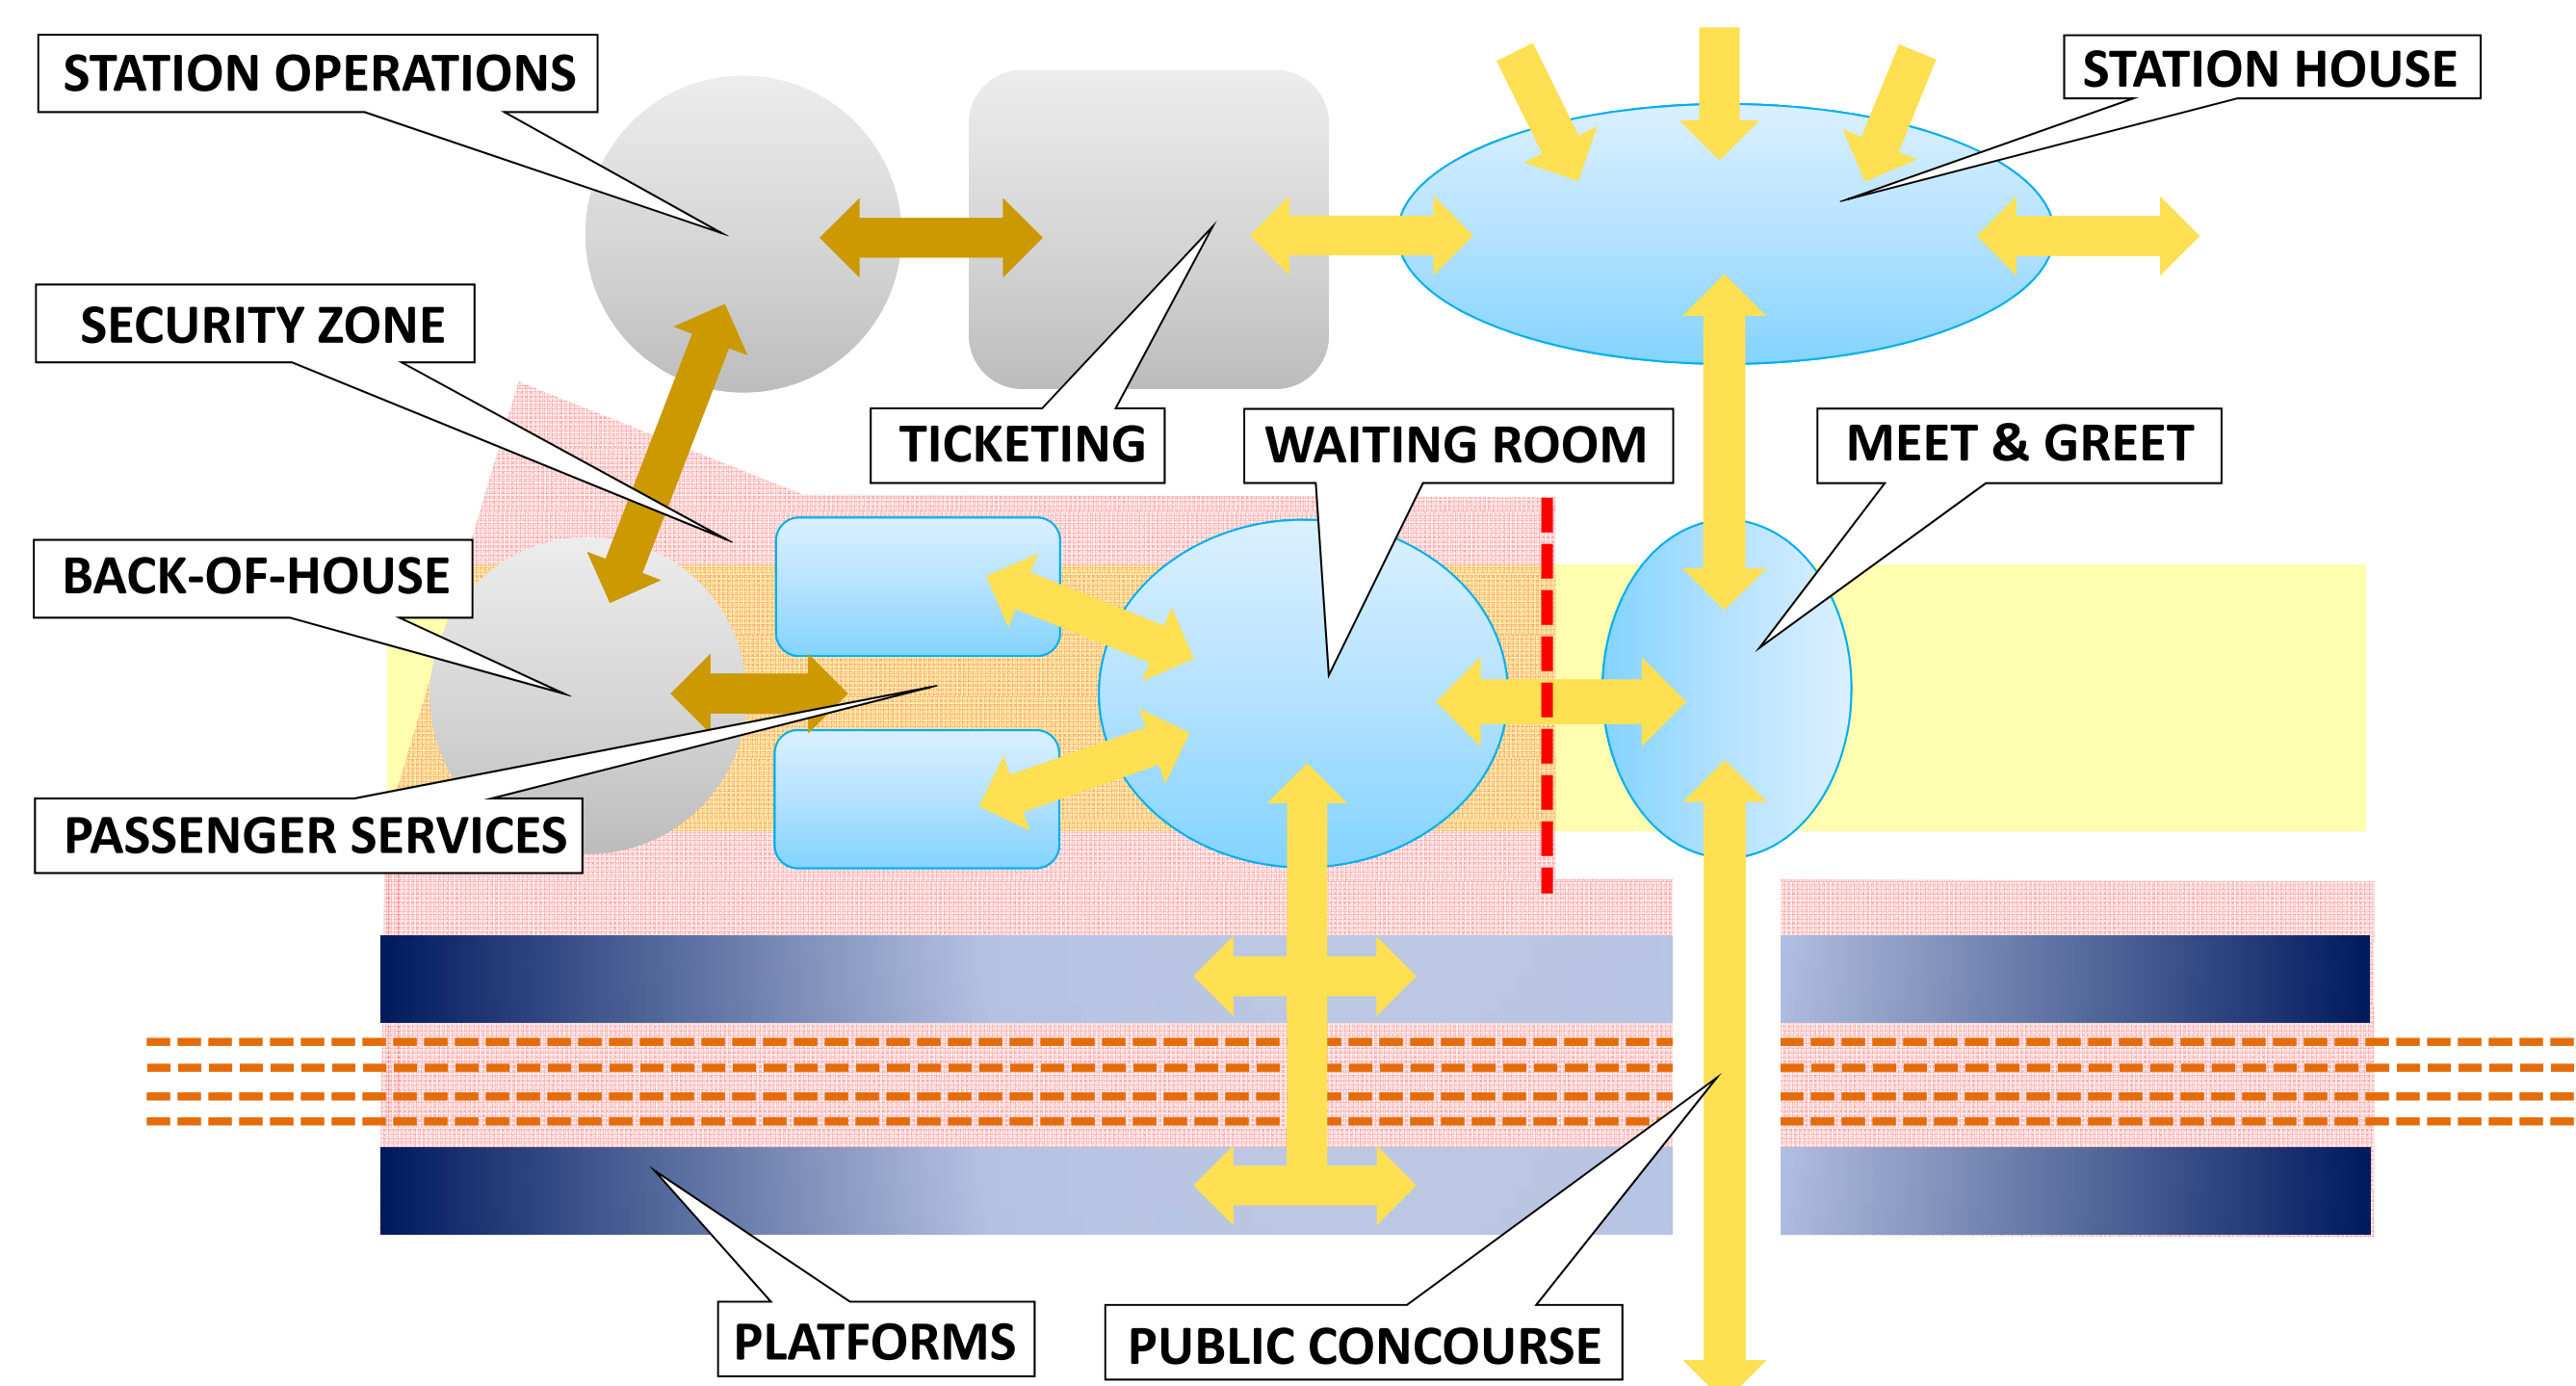 STATION OPERATIONS
STATION HOUSE
SECURITY ZONE
TICKETING
WAITING ROOM
MEET & GREET
BACK-OF-HOUSE
PASSENGER SERVICES
PLATFORMS
PUBLIC CONCOURSE